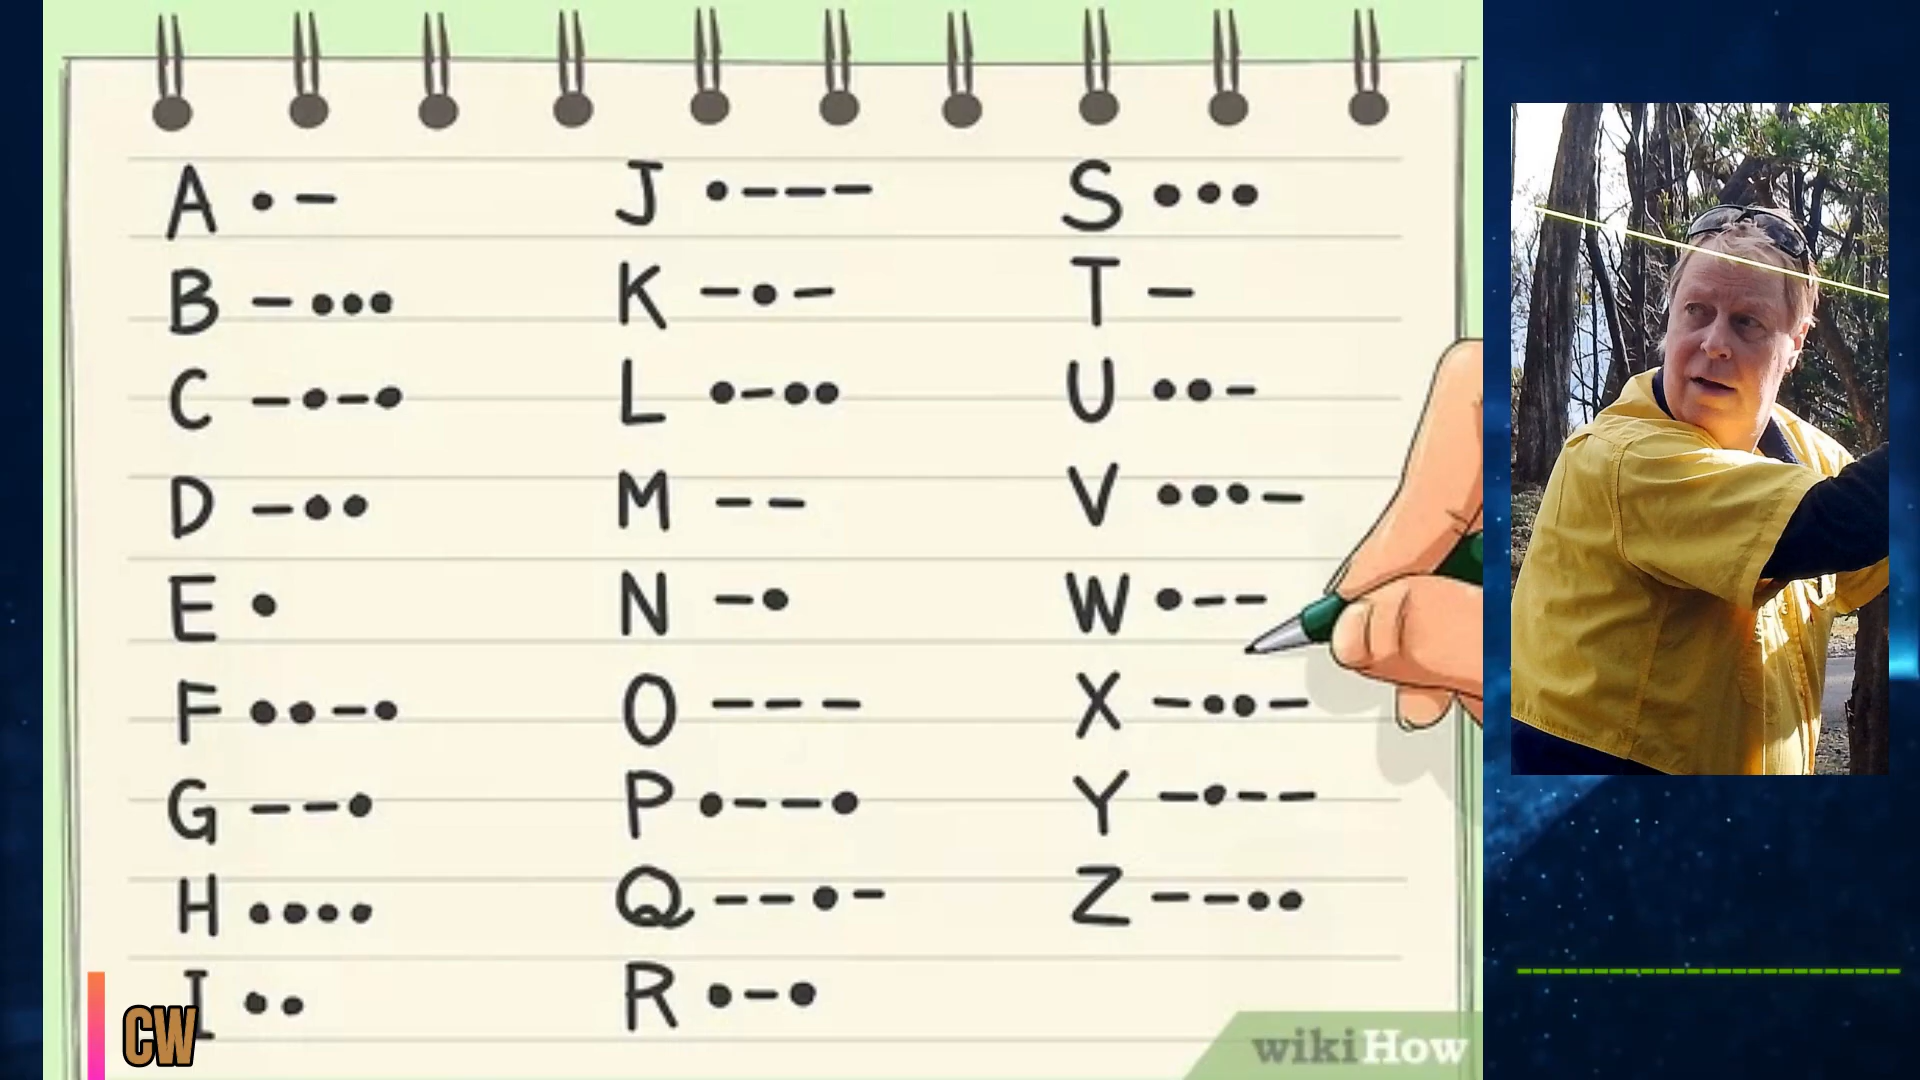 A • — J • — — — S • • •
B — • • • K — • — T —
C — • — • L • — • • U • • —
D — • • M — — V • • • —
E • N — • W • — —
F • • — • O — — — X — • • —
G — — • P • — — • Y — • — —
H • • • • Q — — • — Z — — • •
I • • R • — •
CW
wikiHow